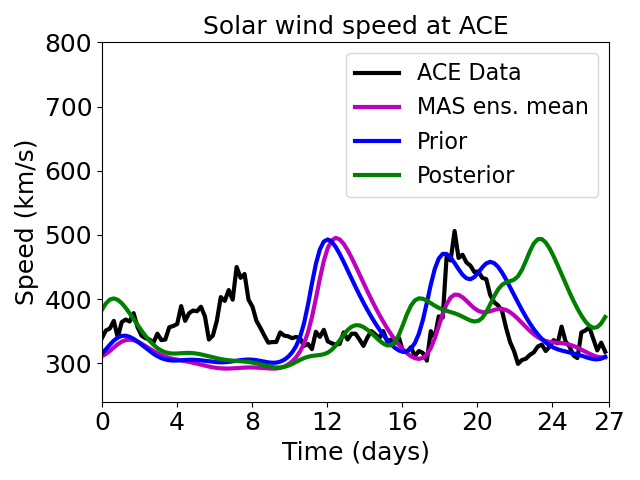 Solar wind speed at ACE
800
700
600
500
400
300
Speed (km/s)
ACE Data
MAS ens. mean
Prior
Posterior
0 4 8 12 16 20 24 27
Time (days)